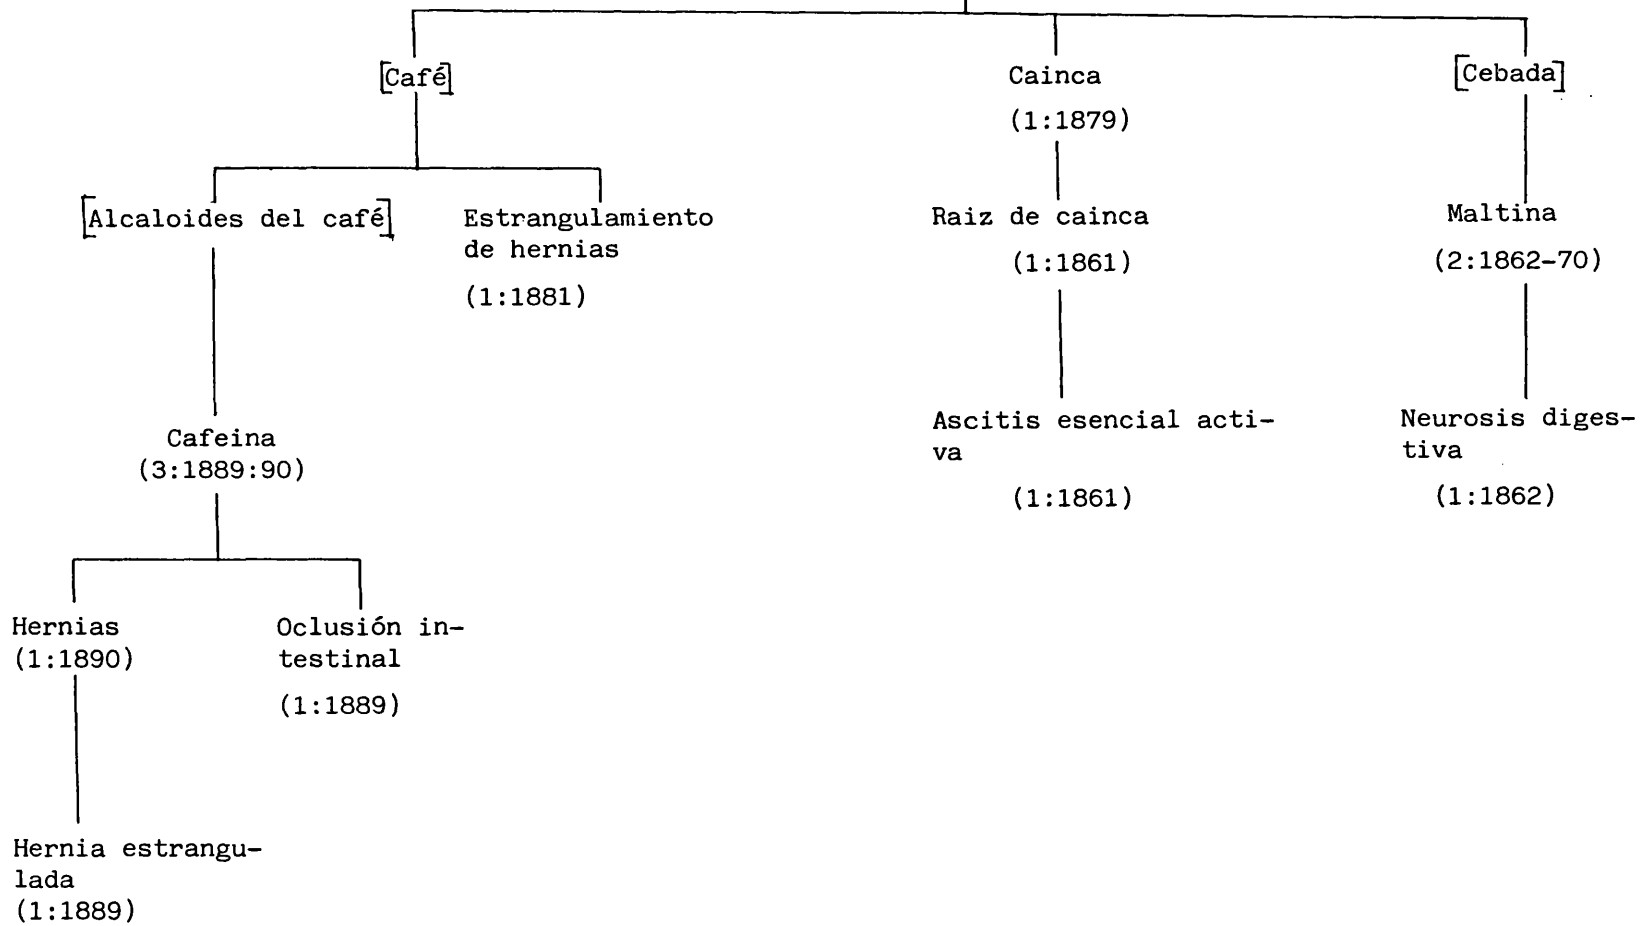 [Café]
Cainca
(1:1879)
[Cebada]
[Alcaloides del café]
Estrangulamiento
de hernias
(1:1881)
Raiz de cainca
(1:1861)
Maltina
(2:1862-70)
Cafeina
(3:1889:90)
Ascitis esencial acti-
va
(1:1861)
Neurosis diges-
tiva
(1:1862)
Hernias
(1:1890)
Oclusión in-
testinal
(1:1889)
Hernia estrangu-
lada
(1:1889)